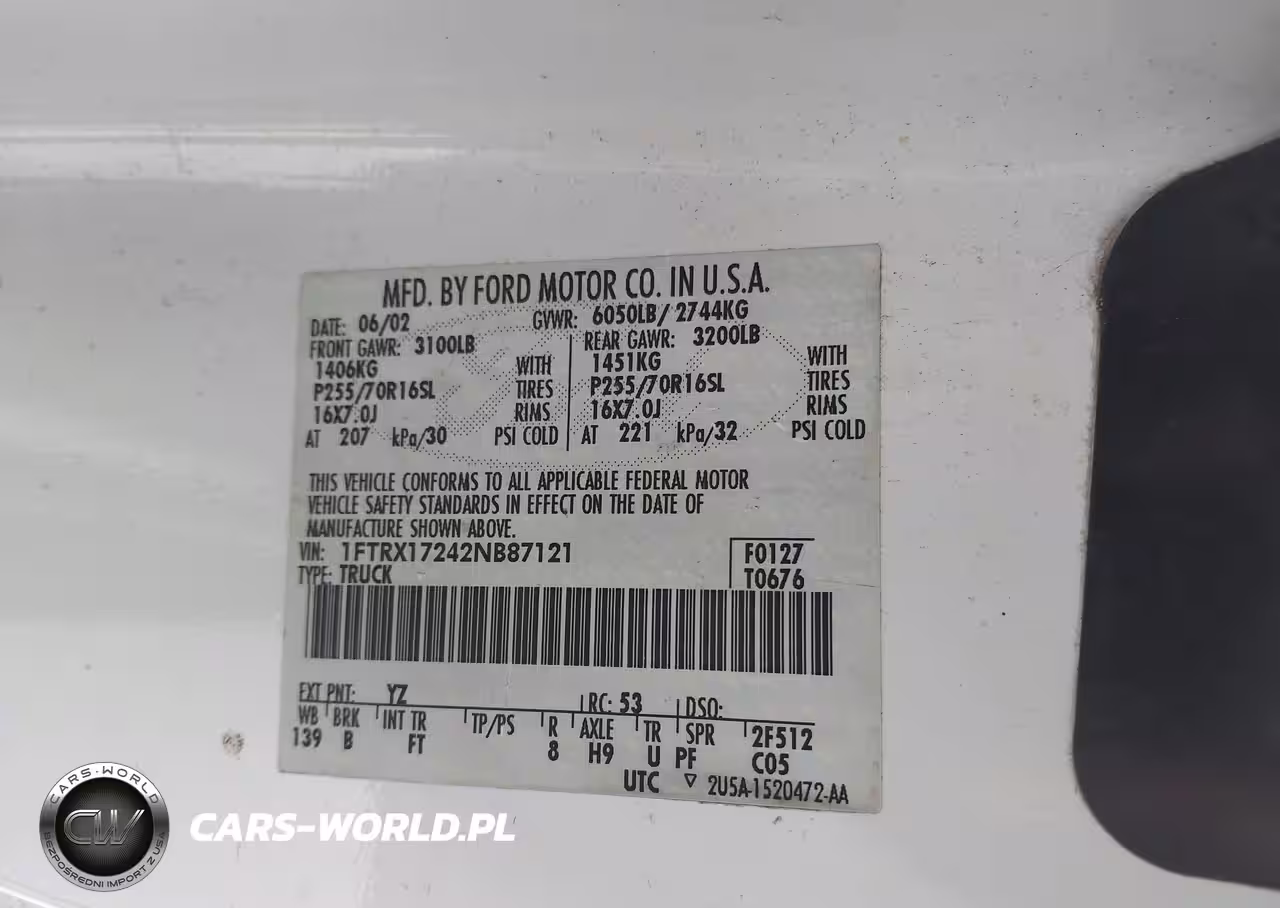 MFD. BY FORD MOTOR CO. IN U.S.A.
DATE: 06/02 GVWR: 6050LB/ 2744KG
FRONT GAWR: 3100LB REAR GAWR: 3200LB
1406KG WITH 1451KG WITH
P255/70R16SL TIRES P255/70R16SL TIRES
16X7.0J RIMS 16X7.0J RIMS
AT 207 kPa/30 PSI COLD AT 221 kPa/32 PSI COLD
THIS VEHICLE CONFORMS TO ALL APPLICABLE FEDERAL MOTOR
VEHICLE SAFETY STANDARDS IN EFFECT ON THE DATE OF
MANUFACTURE SHOWN ABOVE.
VIN: 1FTRX17242NB87121 F0127
TYPE: TRUCK T0676
EXT PNT: YZ RC: 53 DSO:
WB BRK INT TR TP/PS R AXLE TR SPR 2F512
139 B FT 8 H9 U PF C05
UTC ▽ 2U5A-1520472-AA
CARS-WORLD
CW
BEZPOŚREDNI IMPORT Z USA
CARS-WORLD.PL